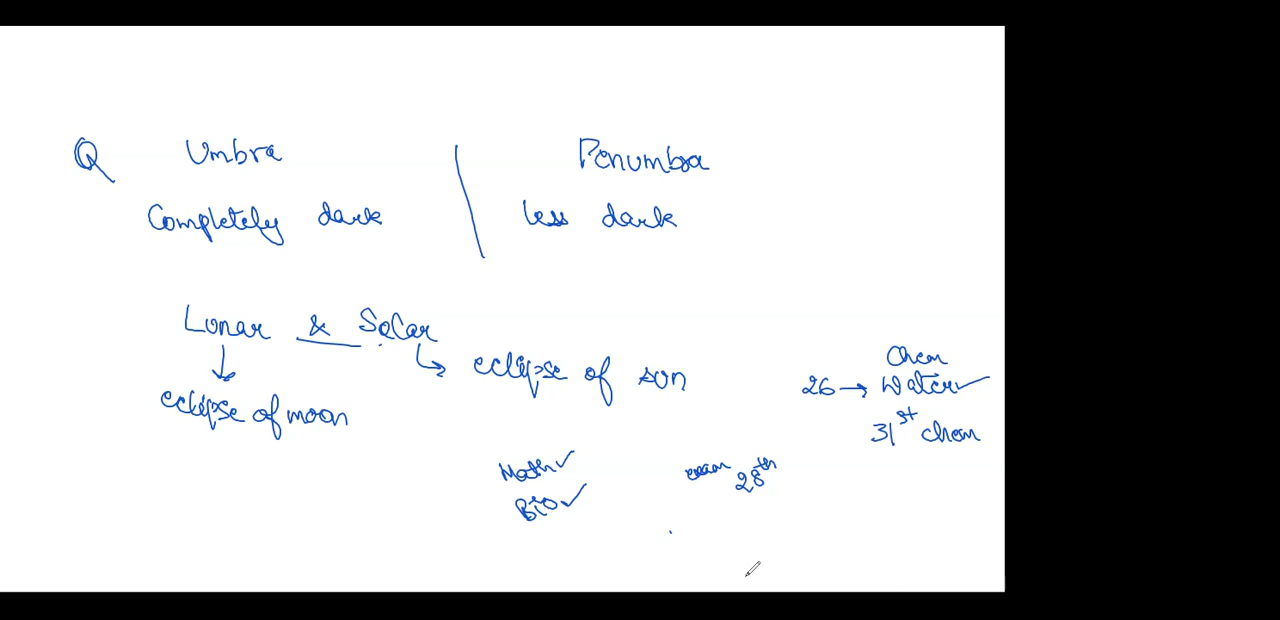 Q Umbra Penumbra
Completely dark less dark
Lunar & Solar
eclipse of sun
eclipse of moon
Chem
26 → Water
31st chem
Math ✓
exam 28th
Bio ✓